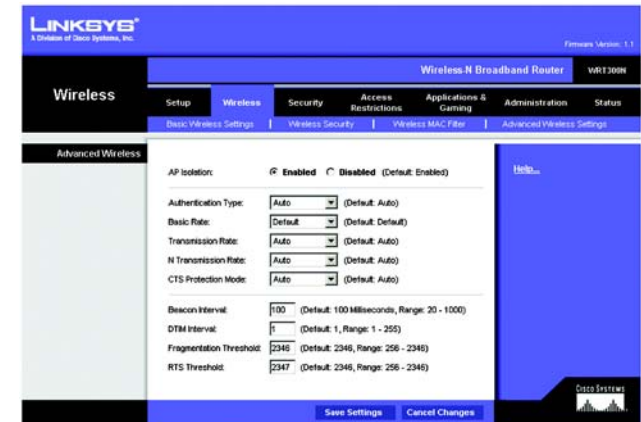 LINKSYS®
A Division of Cisco Systems, Inc.
Firmware Version: 1.1
Wireless-N Broadband Router WRT300N
Wireless
Setup Wireless Security Access Restrictions Applications & Gaming Administration Status
Basic Wireless Settings | Wireless Security | Wireless MAC Filter | Advanced Wireless Settings
Advanced Wireless
AP Isolation: Enabled Disabled (Default: Enabled)
Help...
Authentication Type: Auto (Default: Auto)
Basic Rate: Default (Default: Default)
Transmission Rate: Auto (Default: Auto)
N Transmission Rate: Auto (Default: Auto)
CTS Protection Mode: Auto (Default: Auto)
Beacon Interval: 100 (Default: 100 Milliseconds, Range: 20 - 1000)
DTIM Interval: 1 (Default: 1, Range: 1 - 255)
Fragmentation Threshold: 2346 (Default: 2346, Range: 256 - 2346)
RTS Threshold: 2347 (Default: 2346, Range: 256 - 2346)
Save Settings Cancel Changes
CISCO SYSTEMS